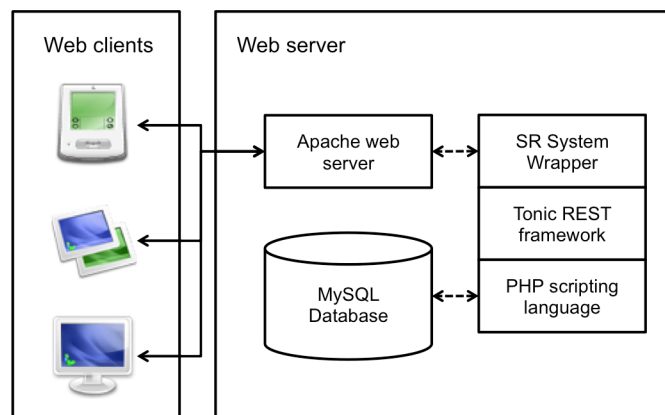 Web clients
Web server
Apache web
server
SR System
Wrapper
Tonic REST
framework
MySQL
Database
PHP scripting
language